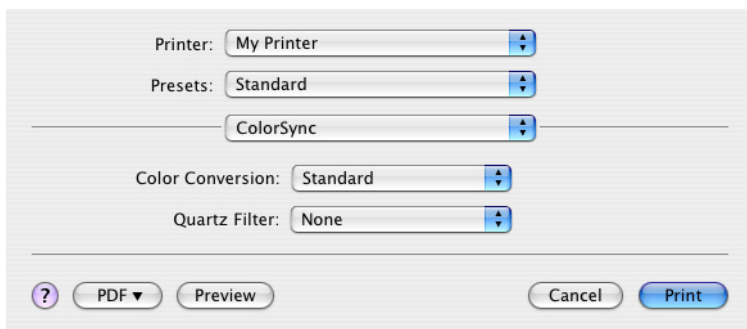 Printer: My Printer
Presets: Standard
ColorSync
Color Conversion: Standard
Quartz Filter: None
? PDF ▼ Preview Cancel Print